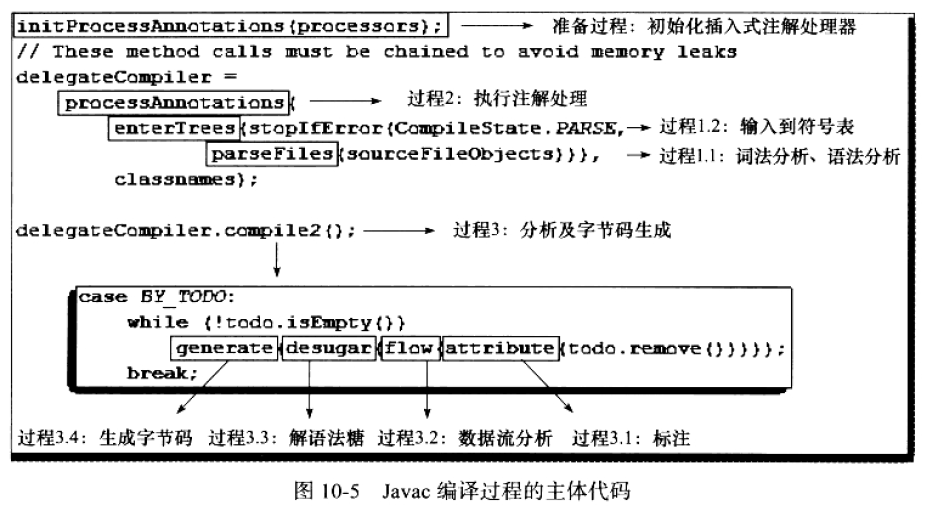 initProcessAnnotations(processors); 准备过程：初始化插入式注解处理器
// These method calls must be chained to avoid memory leaks
delegateCompiler =
processAnnotations( 过程2：执行注解处理
enterTrees(stopIfError(CompileState.PARSE, 过程1.2：输入到符号表
parseFiles(sourceFileObjects))), 过程1.1：词法分析、语法分析
classnames);
delegateCompiler.compile2(); 过程3：分析及字节码生成
case BY_TODO:
while (!todo.isEmpty())
generate(desugar(flow(attribute(todo.remove()))));
break;
过程3.4：生成字节码 过程3.3：解语法糖 过程3.2：数据流分析 过程3.1：标注
图 10-5 Javac 编译过程的主体代码